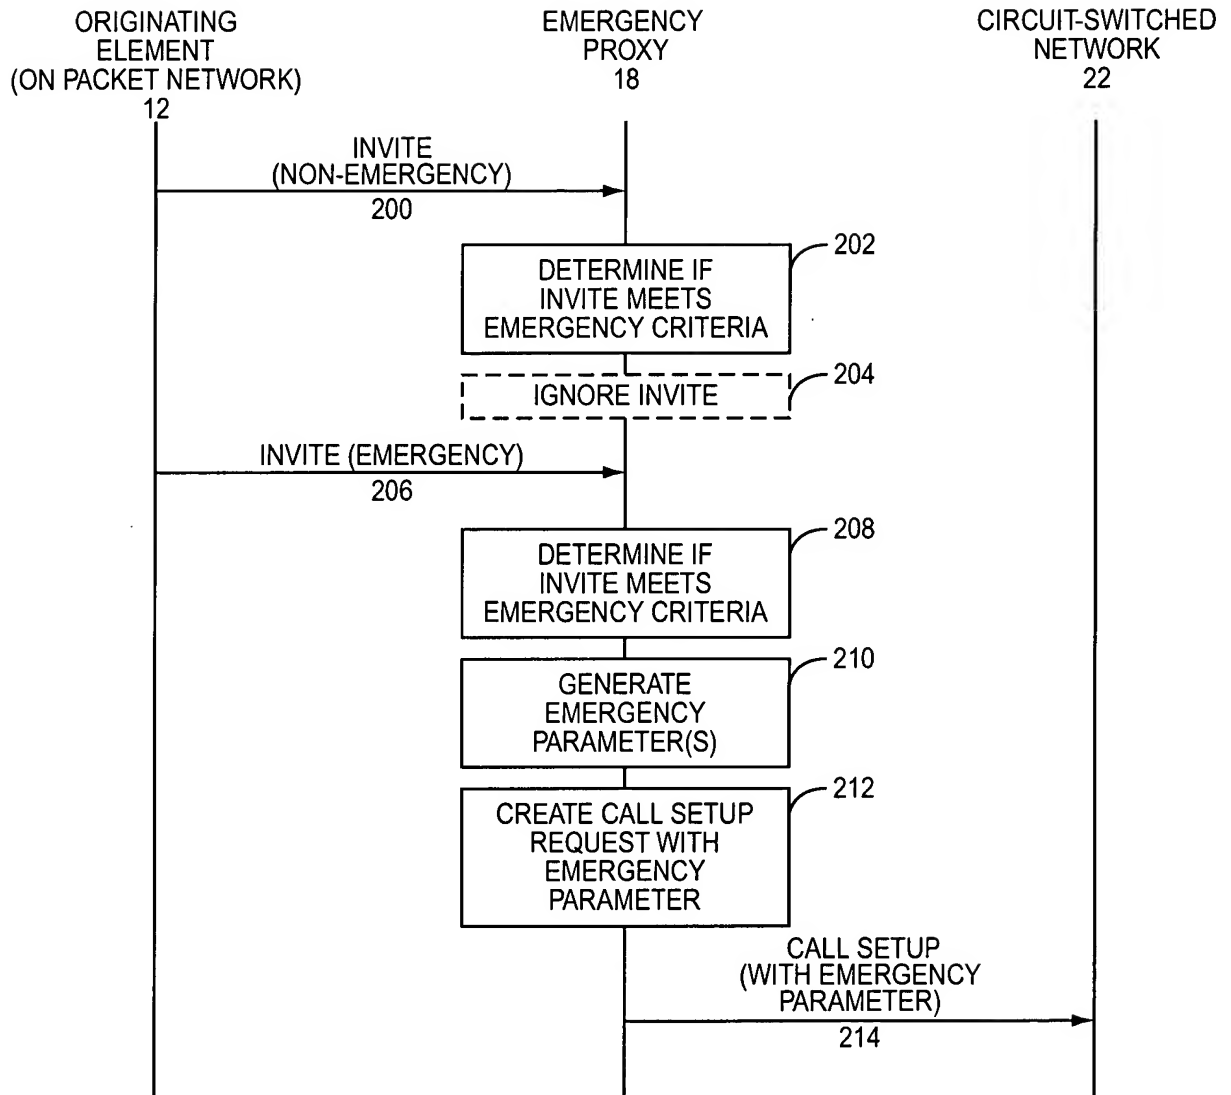 ORIGINATING
ELEMENT
(ON PACKET NETWORK)
12
EMERGENCY
PROXY
18
CIRCUIT-SWITCHED
NETWORK
22
INVITE
(NON-EMERGENCY)
200
202
DETERMINE IF
INVITE MEETS
EMERGENCY CRITERIA
204
IGNORE INVITE
INVITE (EMERGENCY)
206
208
DETERMINE IF
INVITE MEETS
EMERGENCY CRITERIA
210
GENERATE
EMERGENCY
PARAMETER(S)
212
CREATE CALL SETUP
REQUEST WITH
EMERGENCY
PARAMETER
CALL SETUP
(WITH EMERGENCY
PARAMETER)
214